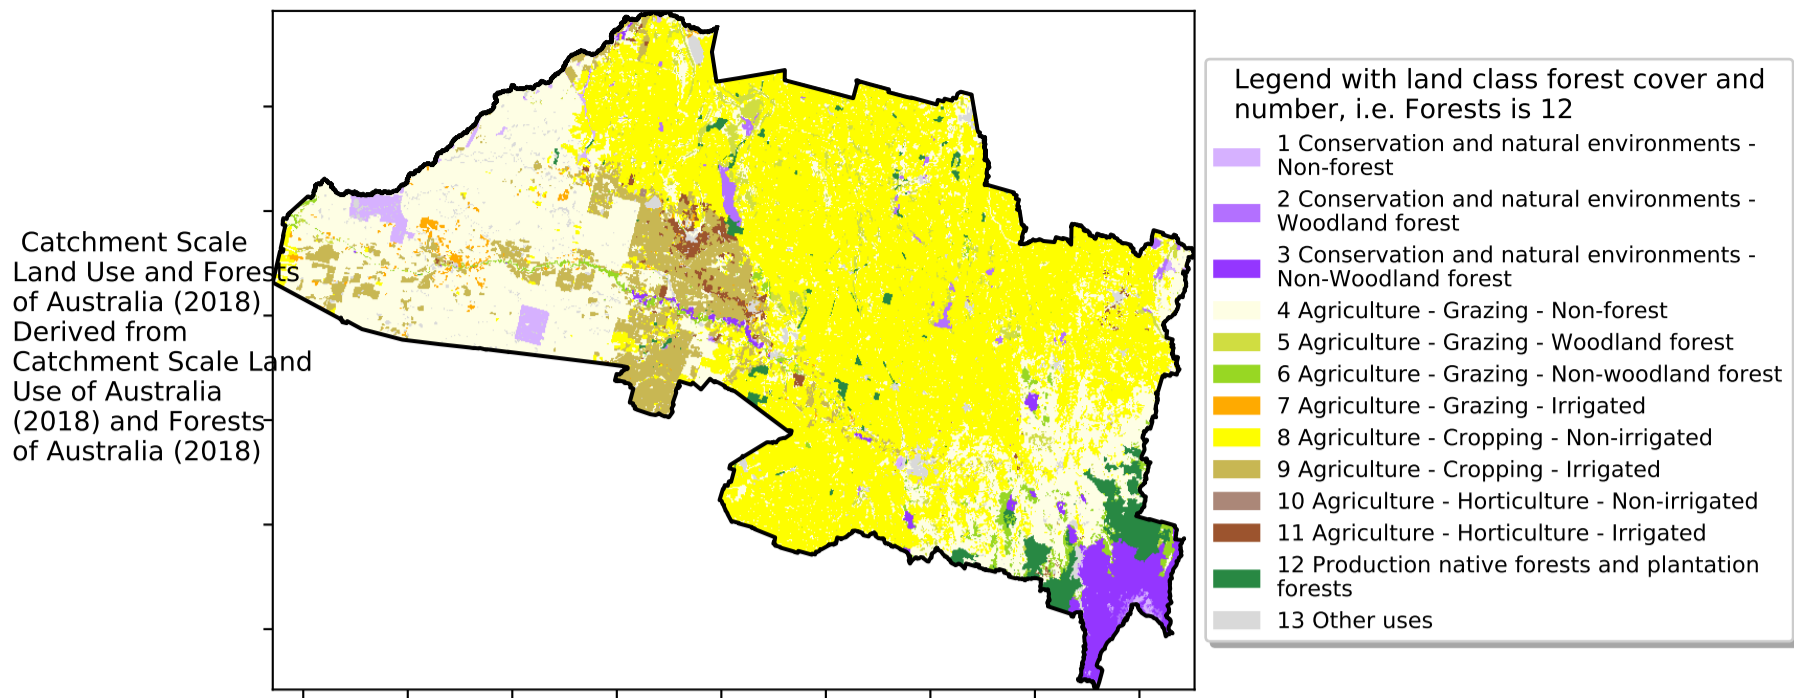 Catchment Scale
Land Use and Forests
of Australia (2018)
Derived from
Catchment Scale Land
Use of Australia
(2018) and Forests
of Australia (2018)
Legend with land class forest cover and
number, i.e. Forests is 12
1 Conservation and natural environments -
Non-forest
2 Conservation and natural environments -
Woodland forest
3 Conservation and natural environments -
Non-Woodland forest
4 Agriculture - Grazing - Non-forest
5 Agriculture - Grazing - Woodland forest
6 Agriculture - Grazing - Non-woodland forest
7 Agriculture - Grazing - Irrigated
8 Agriculture - Cropping - Non-irrigated
9 Agriculture - Cropping - Irrigated
10 Agriculture - Horticulture - Non-irrigated
11 Agriculture - Horticulture - Irrigated
12 Production native forests and plantation
forests
13 Other uses